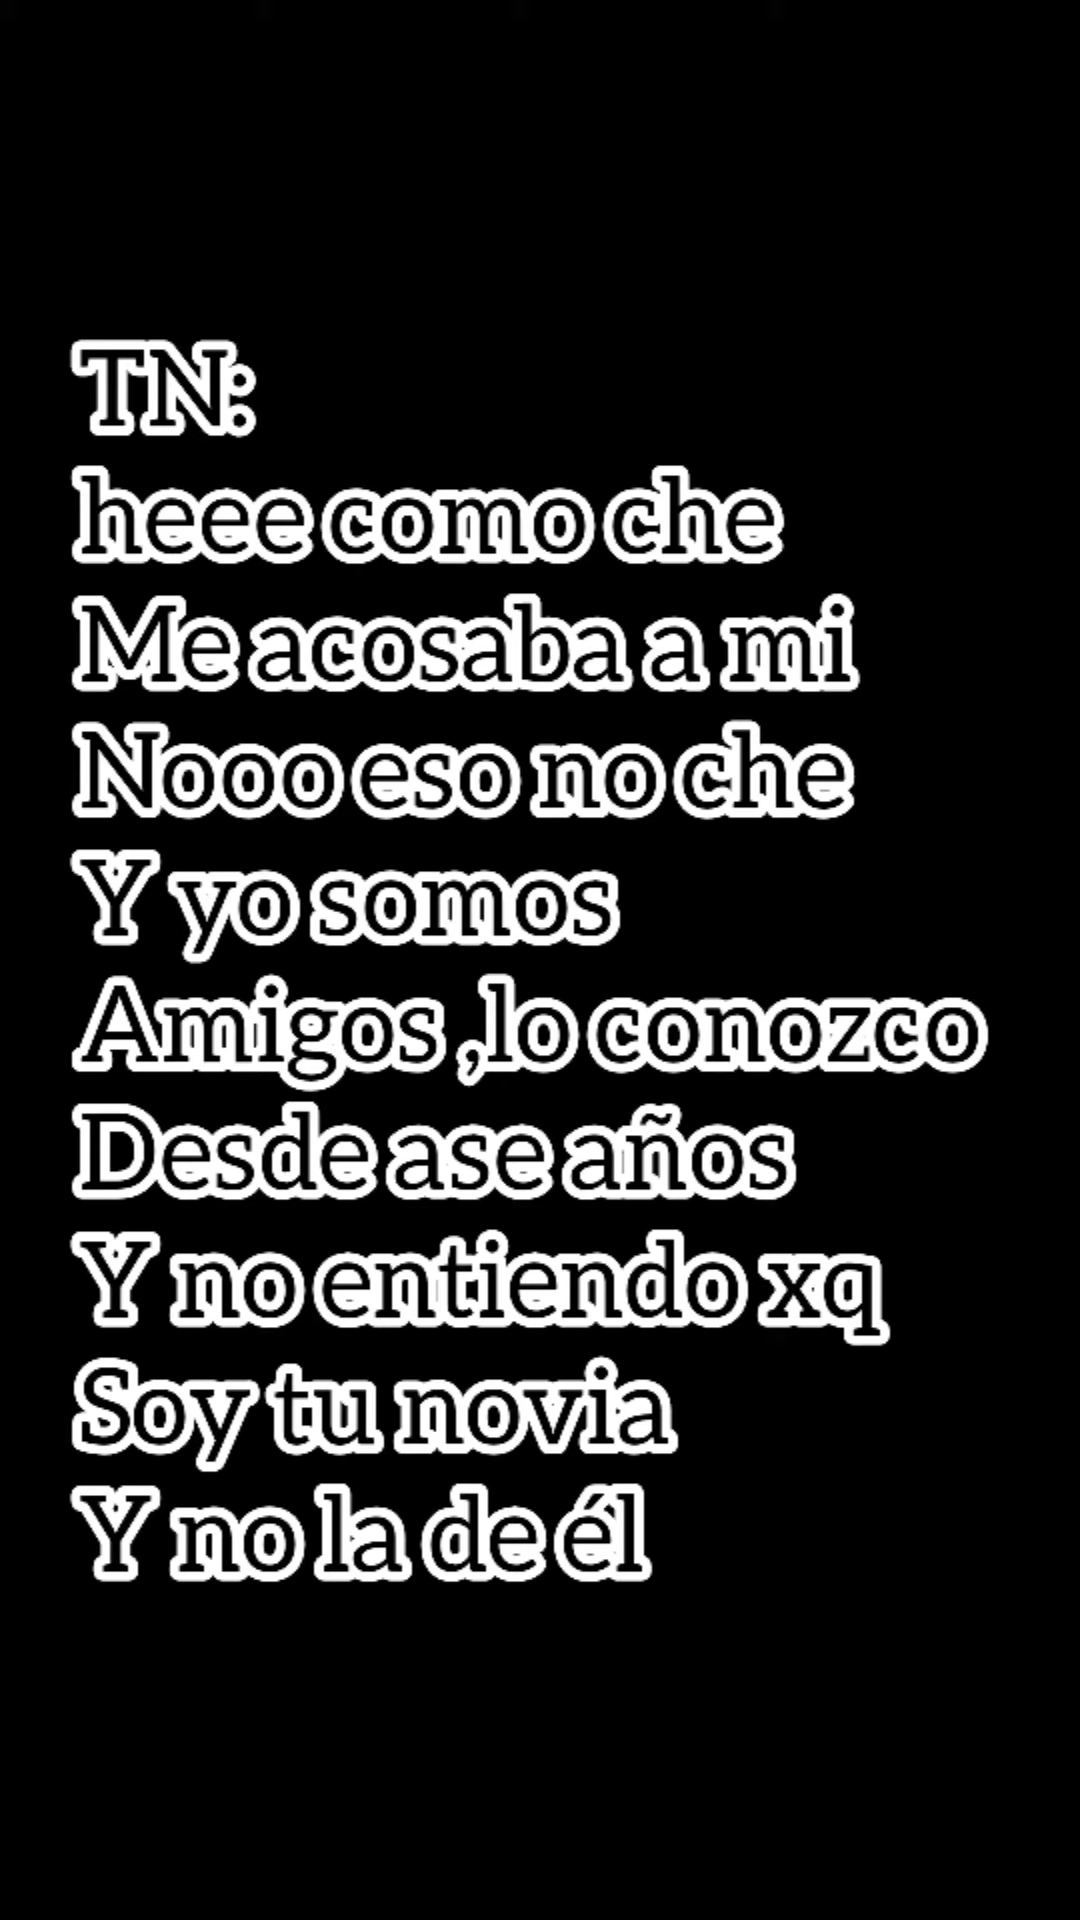 TN:
heee como che
Me acosaba a mi
Nooo eso no che
Y yo somos
Amigos ,lo conozco
Desde ase años
Y no entiendo xq
Soy tu novia
Y no la de él